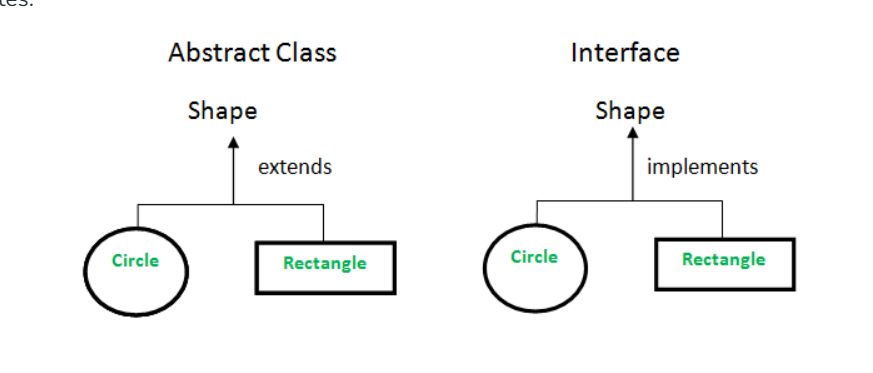 Abstract Class
Shape
extends
Circle
Rectangle
Interface
Shape
implements
Circle
Rectangle